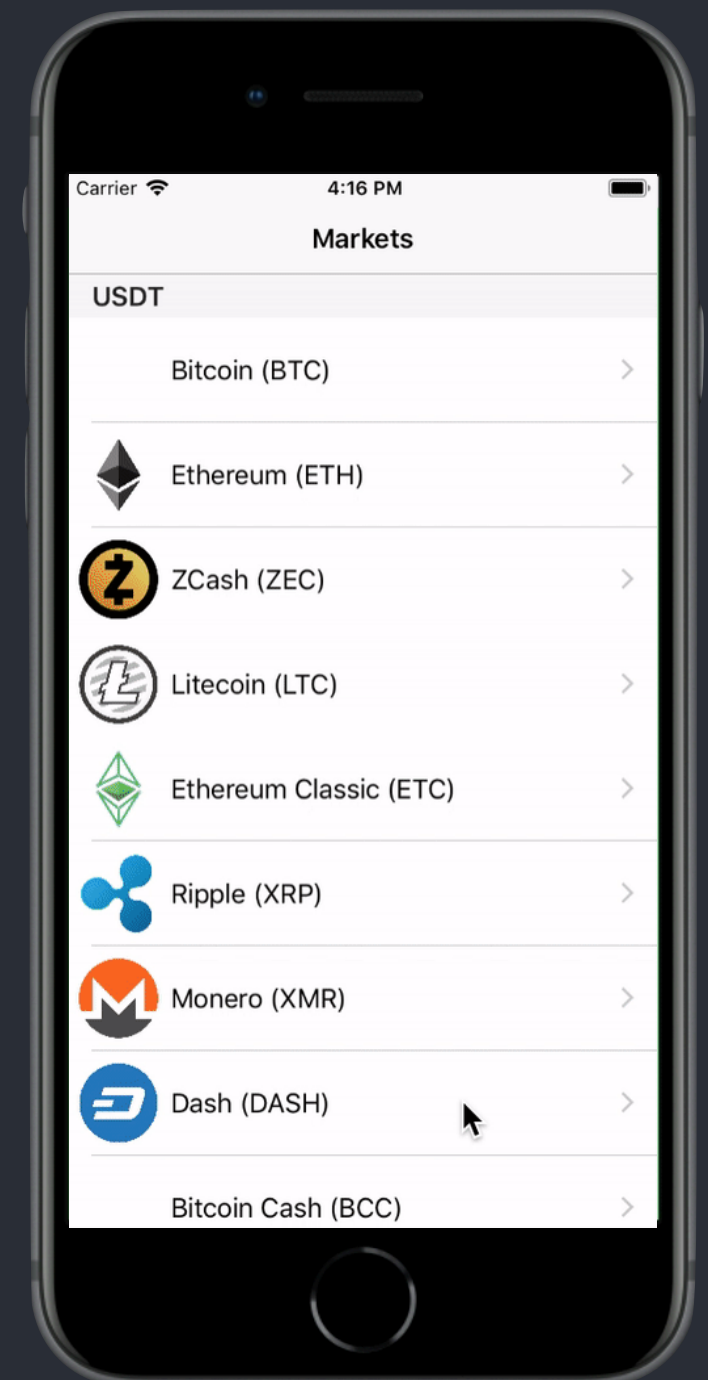 Carrier 4:16 PM
Markets
USDT
Bitcoin (BTC)
Ethereum (ETH)
ZCash (ZEC)
Litecoin (LTC)
Ethereum Classic (ETC)
Ripple (XRP)
Monero (XMR)
Dash (DASH)
Bitcoin Cash (BCC)